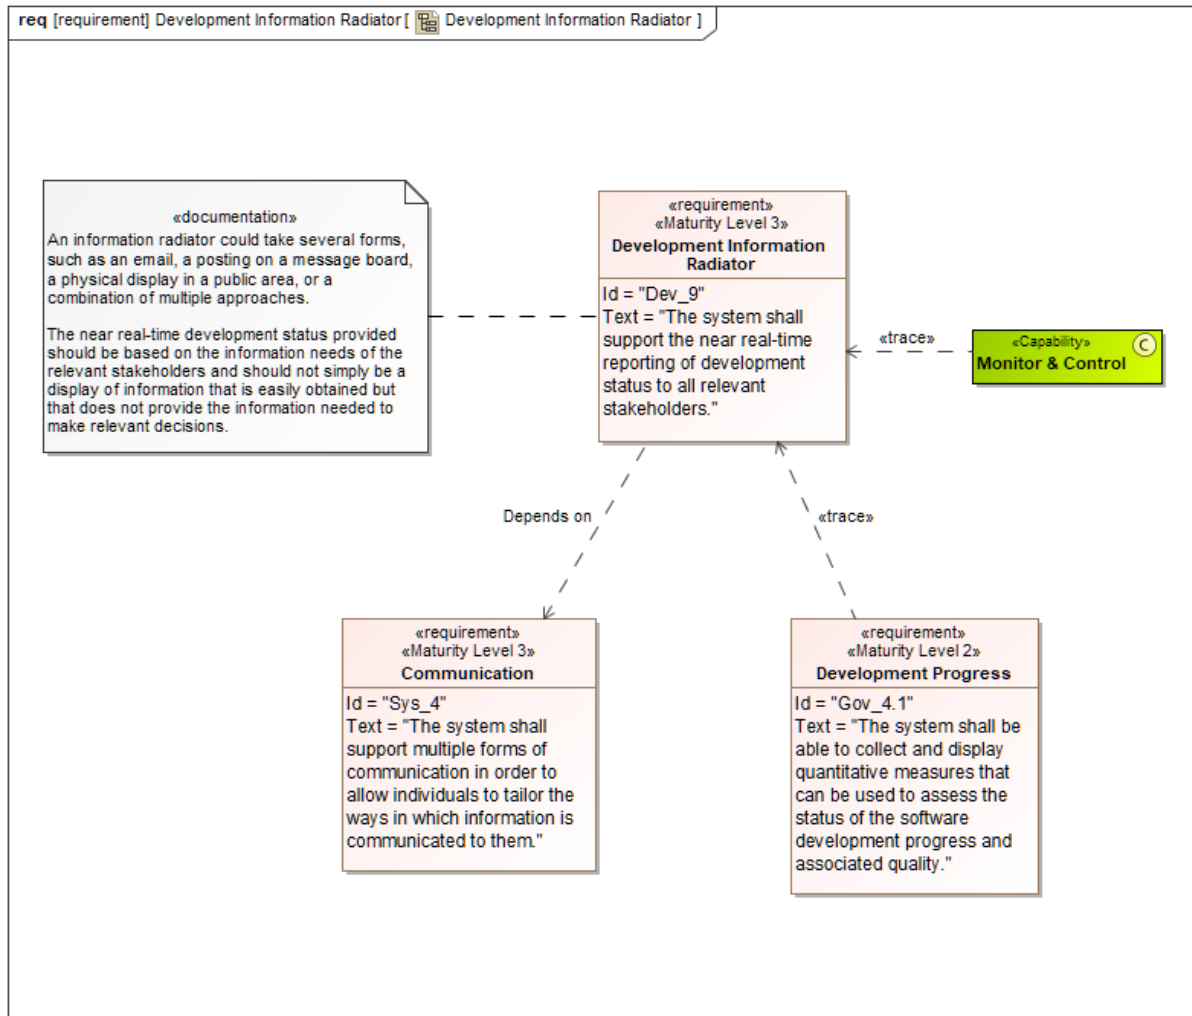 req [requirement] Development Information Radiator[ Development Information Radiator ]
«documentation»
An information radiator could take several forms,
such as an email, a posting on a message board,
a physical display in a public area, or a
combination of multiple approaches.
The near real-time development status provided
should be based on the information needs of the
relevant stakeholders and should not simply be a
display of information that is easily obtained but
that does not provide the information needed to
make relevant decisions.
«requirement»
«Maturity Level 3»
Development Information
Radiator
Id = "Dev_9"
Text = "The system shall
support the near real-time
reporting of development
status to all relevant
stakeholders."
«trace»
«Capability»
C
Monitor & Control
Depends on
«trace»
«requirement»
«Maturity Level 3»
Communication
Id = "Sys_4"
Text = "The system shall
support multiple forms of
communication in order to
allow individuals to tailor the
ways in which information is
communicated to them."
«requirement»
«Maturity Level 2»
Development Progress
Id = "Gov_4.1"
Text = "The system shall be
able to collect and display
quantitative measures that
can be used to assess the
status of the software
development progress and
associated quality."